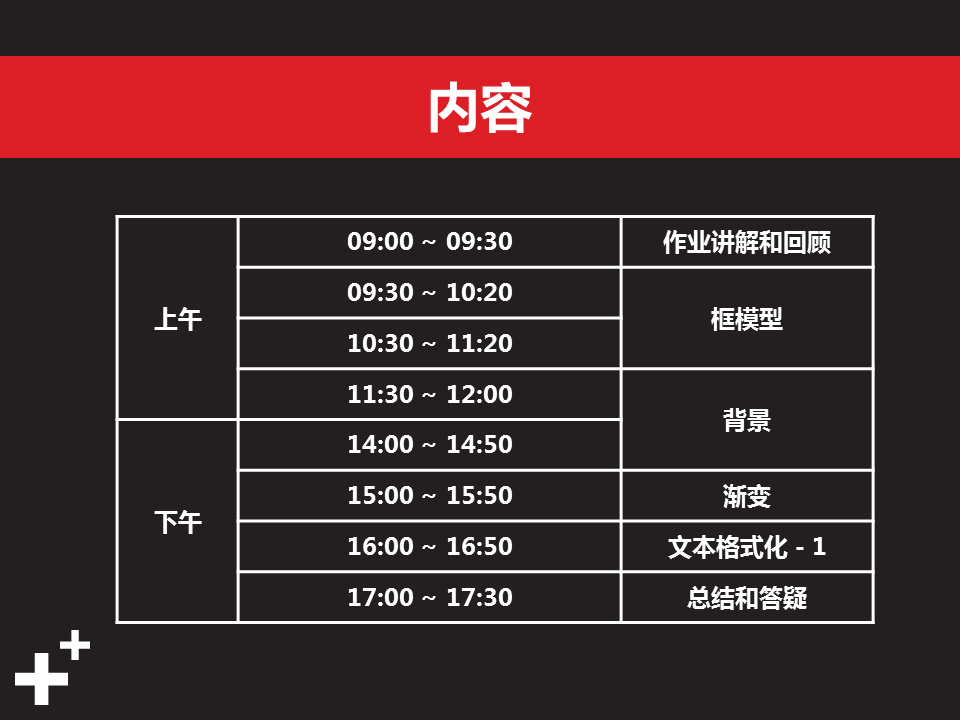 内容
上午
09:00 ~ 09:30
作业讲解和回顾
09:30 ~ 10:20
框模型
10:30 ~ 11:20
11:30 ~ 12:00
背景
下午
14:00 ~ 14:50
15:00 ~ 15:50
渐变
16:00 ~ 16:50
文本格式化 - 1
17:00 ~ 17:30
总结和答疑